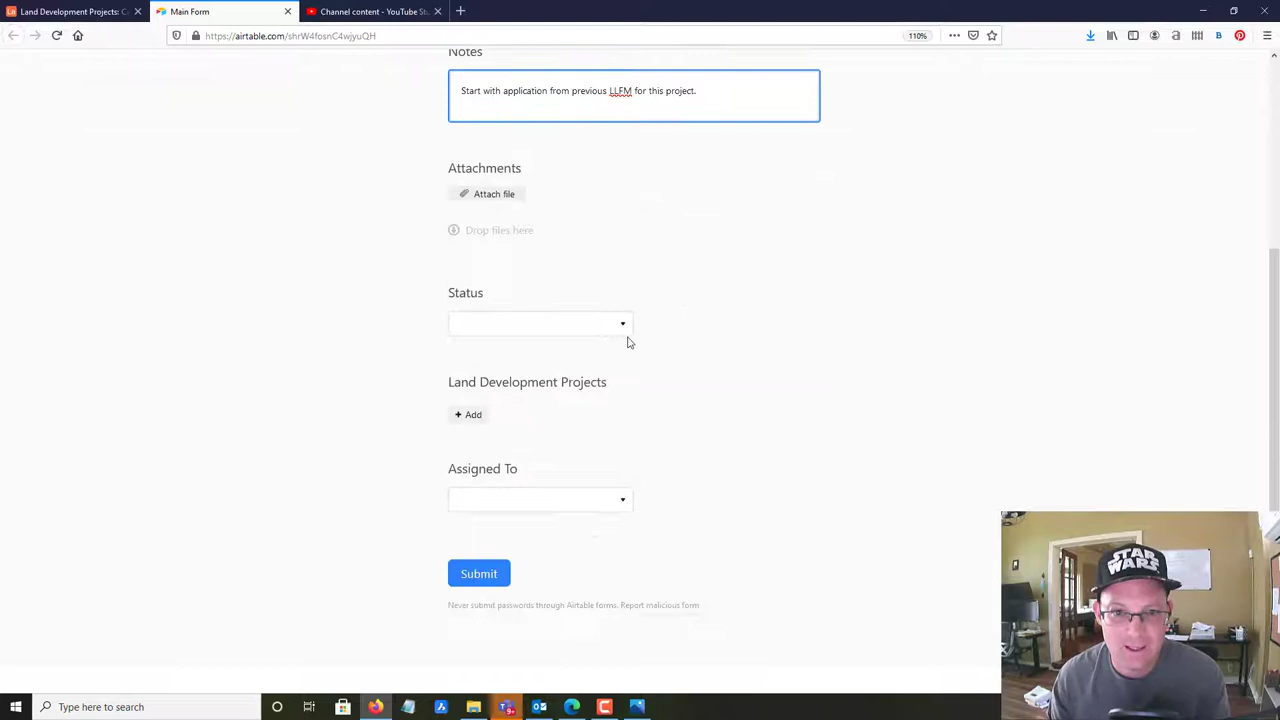 Land Development Projects: C
Main Form
Channel content - YouTube Stu
https://airtable.com/shrW4fosnC4wjyuQH
110%
Notes
Start with application from previous LLFM for this project.
Attachments
Attach file
Drop files here
Status
Land Development Projects
+ Add
Assigned To
Submit
Never submit passwords through Airtable forms. Report malicious form
STAR
WARS
Type here to search